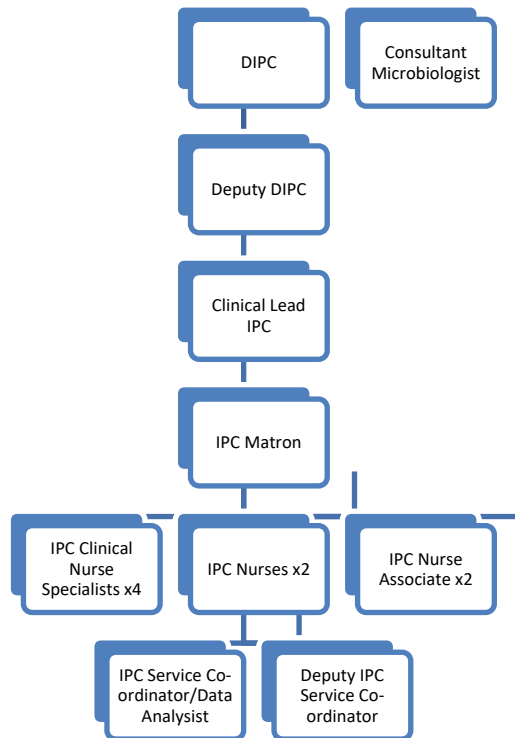 DIPC
Consultant
Microbiologist
Deputy DIPC
Clinical Lead
IPC
IPC Matron
IPC Clinical
Nurse
Specialists x4
IPC Nurses x2
IPC Nurse
Associate x2
IPC Service Co-
ordinator/Data
Analysist
Deputy IPC
Service Co-
ordinator